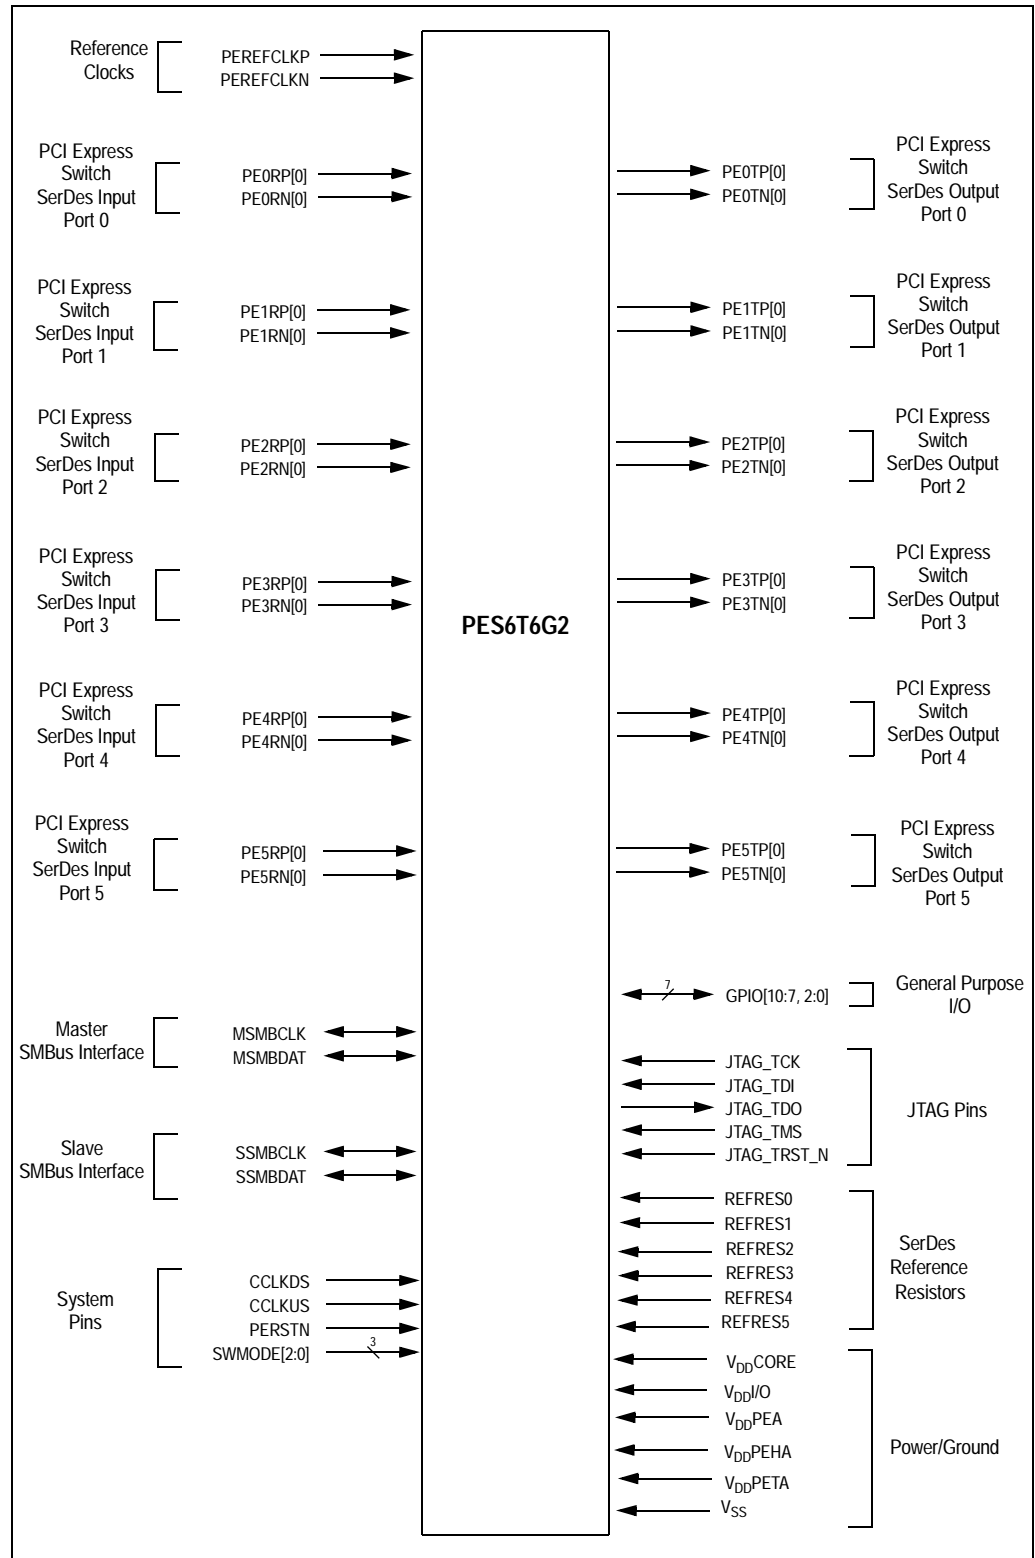 Reference
Clocks
PEREFCLKP
PEREFCLKN
PCI Express
Switch
SerDes Input
Port 0
PE0RP[0]
PE0RN[0]
PCI Express
Switch
SerDes Input
Port 1
PE1RP[0]
PE1RN[0]
PCI Express
Switch
SerDes Input
Port 2
PE2RP[0]
PE2RN[0]
PCI Express
Switch
SerDes Input
Port 3
PE3RP[0]
PE3RN[0]
PCI Express
Switch
SerDes Input
Port 4
PE4RP[0]
PE4RN[0]
PCI Express
Switch
SerDes Input
Port 5
PE5RP[0]
PE5RN[0]
Master
SMBus Interface
MSMBCLK
MSMBDAT
Slave
SMBus Interface
SSMBCLK
SSMBDAT
System
Pins
CCLKDS
CCLKUS
PERSTN
SWMODE[2:0]
3
PES6T6G2
PE0TP[0]
PE0TN[0]
PCI Express
Switch
SerDes Output
Port 0
PE1TP[0]
PE1TN[0]
PCI Express
Switch
SerDes Output
Port 1
PE2TP[0]
PE2TN[0]
PCI Express
Switch
SerDes Output
Port 2
PE3TP[0]
PE3TN[0]
PCI Express
Switch
SerDes Output
Port 3
PE4TP[0]
PE4TN[0]
PCI Express
Switch
SerDes Output
Port 4
PE5TP[0]
PE5TN[0]
PCI Express
Switch
SerDes Output
Port 5
7
GPIO[10:7, 2:0]
General Purpose
I/O
JTAG_TCK
JTAG_TDI
JTAG_TDO
JTAG_TMS
JTAG_TRST_N
JTAG Pins
REFRES0
REFRES1
REFRES2
REFRES3
REFRES4
REFRES5
SerDes
Reference
Resistors
VDDCORE
VDDI/O
VDDPEA
VDDPEHA
VDDPETA
VSS
Power/Ground